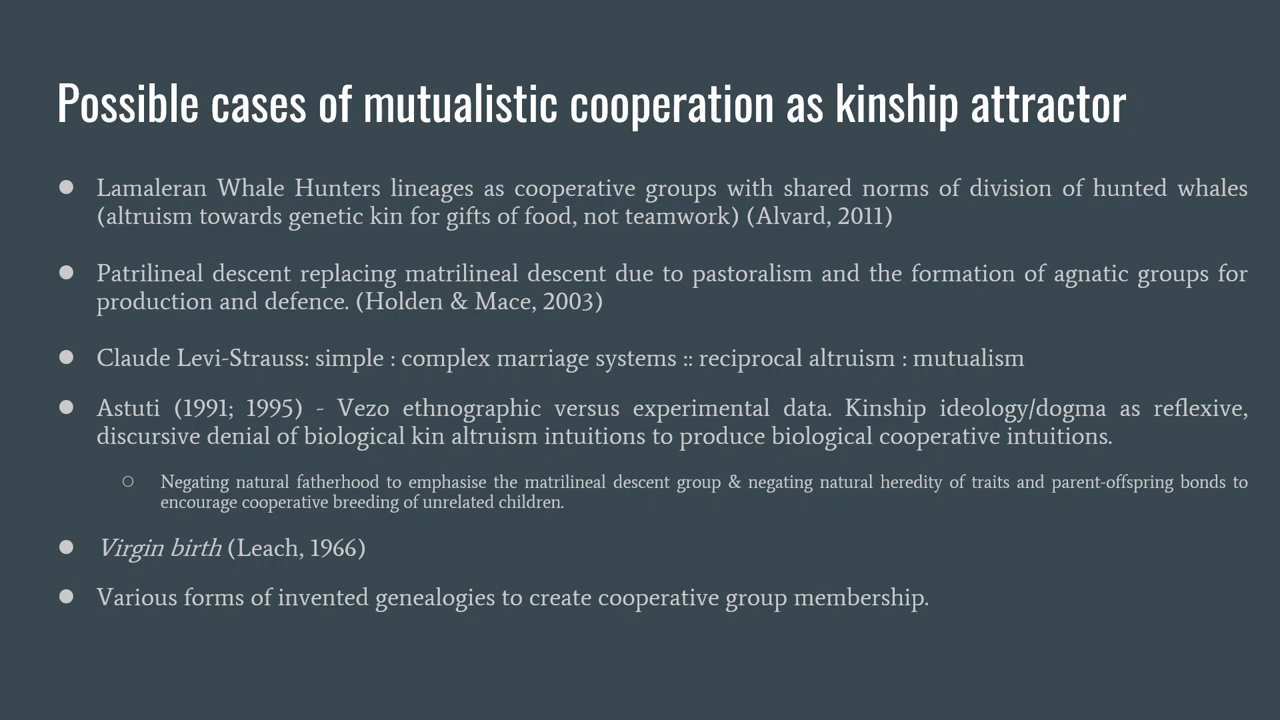 Possible cases of mutualistic cooperation as kinship attractor
● Lamaleran Whale Hunters lineages as cooperative groups with shared norms of division of hunted whales
(altruism towards genetic kin for gifts of food, not teamwork) (Alvard, 2011)
● Patrilineal descent replacing matrilineal descent due to pastoralism and the formation of agnatic groups for
production and defence. (Holden & Mace, 2003)
● Claude Levi-Strauss: simple : complex marriage systems :: reciprocal altruism : mutualism
● Astuti (1991; 1995) - Vezo ethnographic versus experimental data. Kinship ideology/dogma as reflexive,
discursive denial of biological kin altruism intuitions to produce biological cooperative intuitions.
○ Negating natural fatherhood to emphasise the matrilineal descent group & negating natural heredity of traits and parent-offspring bonds to
encourage cooperative breeding of unrelated children.
● Virgin birth (Leach, 1966)
● Various forms of invented genealogies to create cooperative group membership.